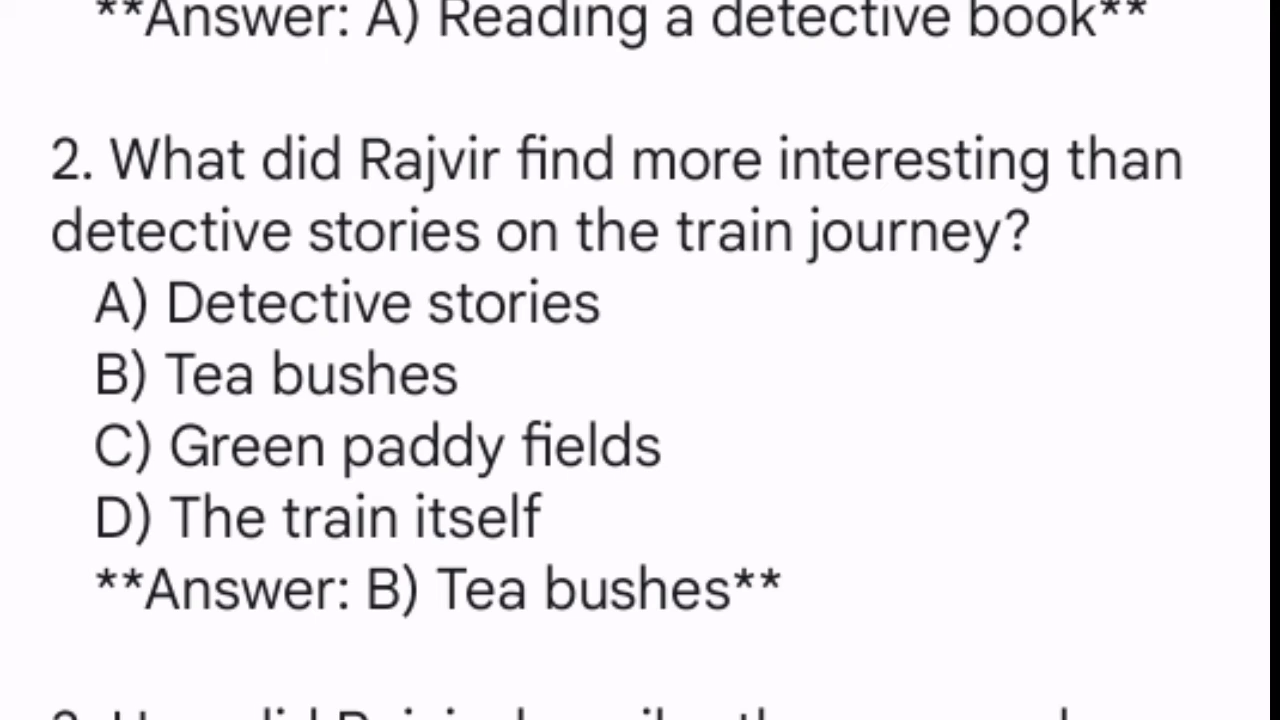 **Answer: A) Reading a detective book**
2. What did Rajvir find more interesting than
detective stories on the train journey?
A) Detective stories
B) Tea bushes
C) Green paddy fields
D) The train itself
**Answer: B) Tea bushes**